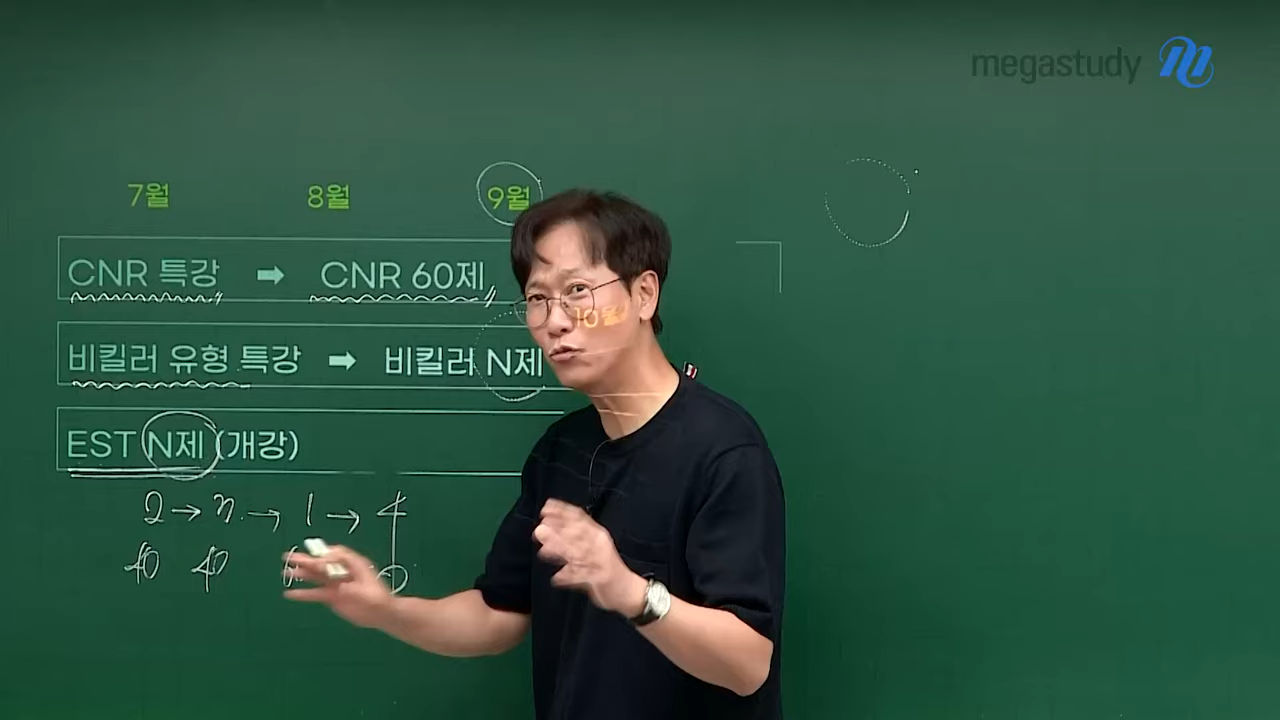 megastudy
7월 8월 9월
10월
CNR 특강 ➡ CNR 60제
비킬러 유형 특강 ➡ 비킬러 N제
EST N제 (개강)
2 → n → 1 → 4
40 40